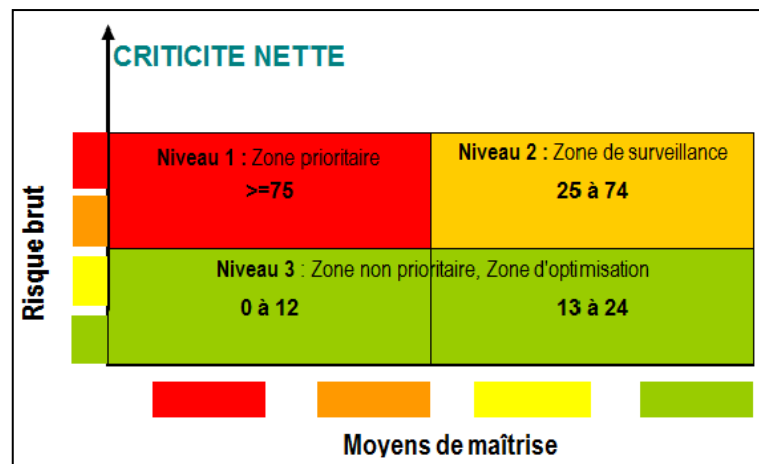 CRITICITE NETTE
Niveau 1 : Zone prioritaire
>=75
Niveau 2 : Zone de surveillance
25 à 74
Niveau 3 : Zone non prioritaire, Zone d'optimisation
0 à 12
13 à 24
Risque brut
Moyens de maîtrise